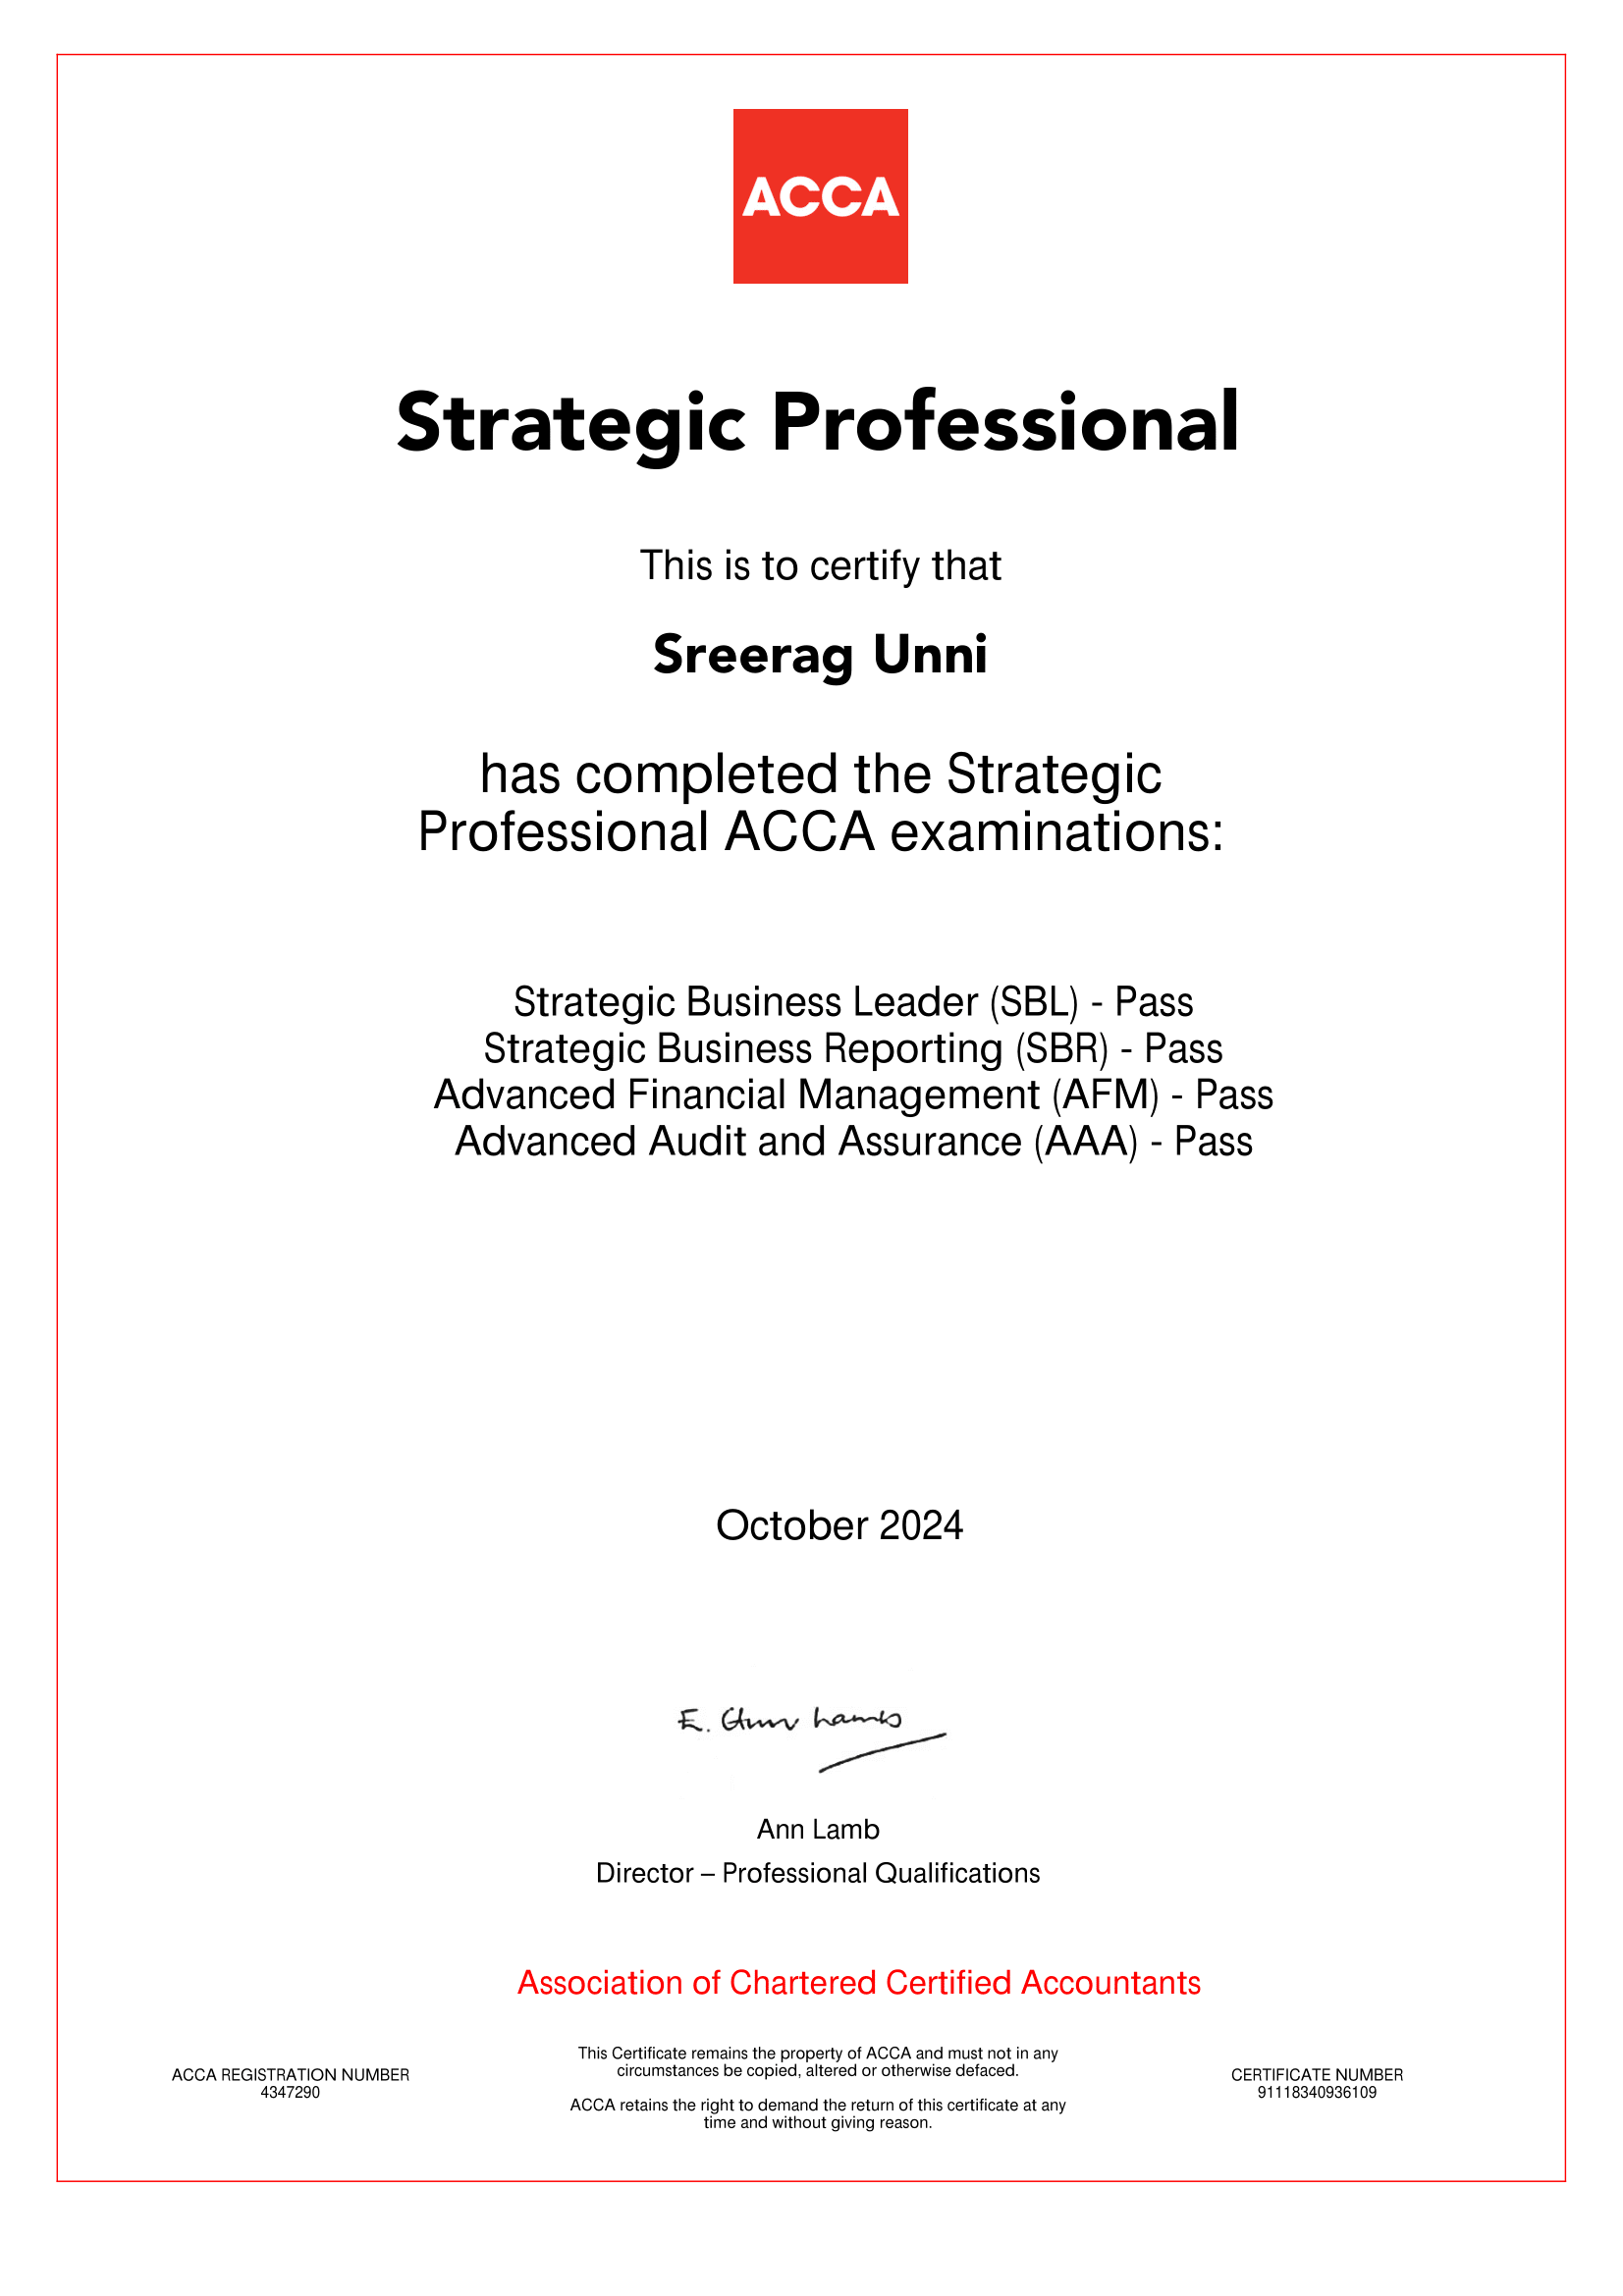 ACCA
Strategic Professional
This is to certify that
Sreerag Unni
has completed the Strategic
Professional ACCA examinations:
Strategic Business Leader (SBL) - Pass
Strategic Business Reporting (SBR) - Pass
Advanced Financial Management (AFM) - Pass
Advanced Audit and Assurance (AAA) - Pass
October 2024
E. Ann Lamb
Ann Lamb
Director – Professional Qualifications
Association of Chartered Certified Accountants
ACCA REGISTRATION NUMBER
4347290
This Certificate remains the property of ACCA and must not in any
circumstances be copied, altered or otherwise defaced.
ACCA retains the right to demand the return of this certificate at any
time and without giving reason.
CERTIFICATE NUMBER
91118340936109